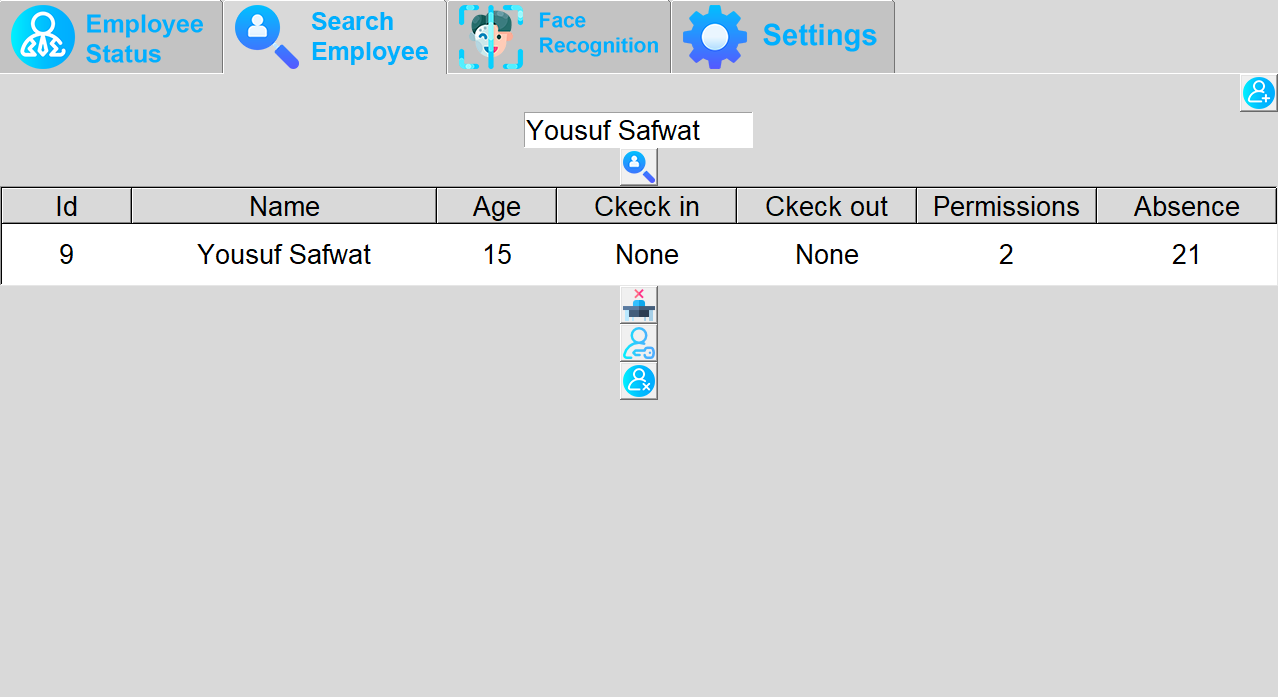 Employee
Status
Search
Employee
Face
Recognition
Settings
Yousuf Safwat
Id Name Age Ckeck in Ckeck out Permissions Absence
9 Yousuf Safwat 15 None None 2 21